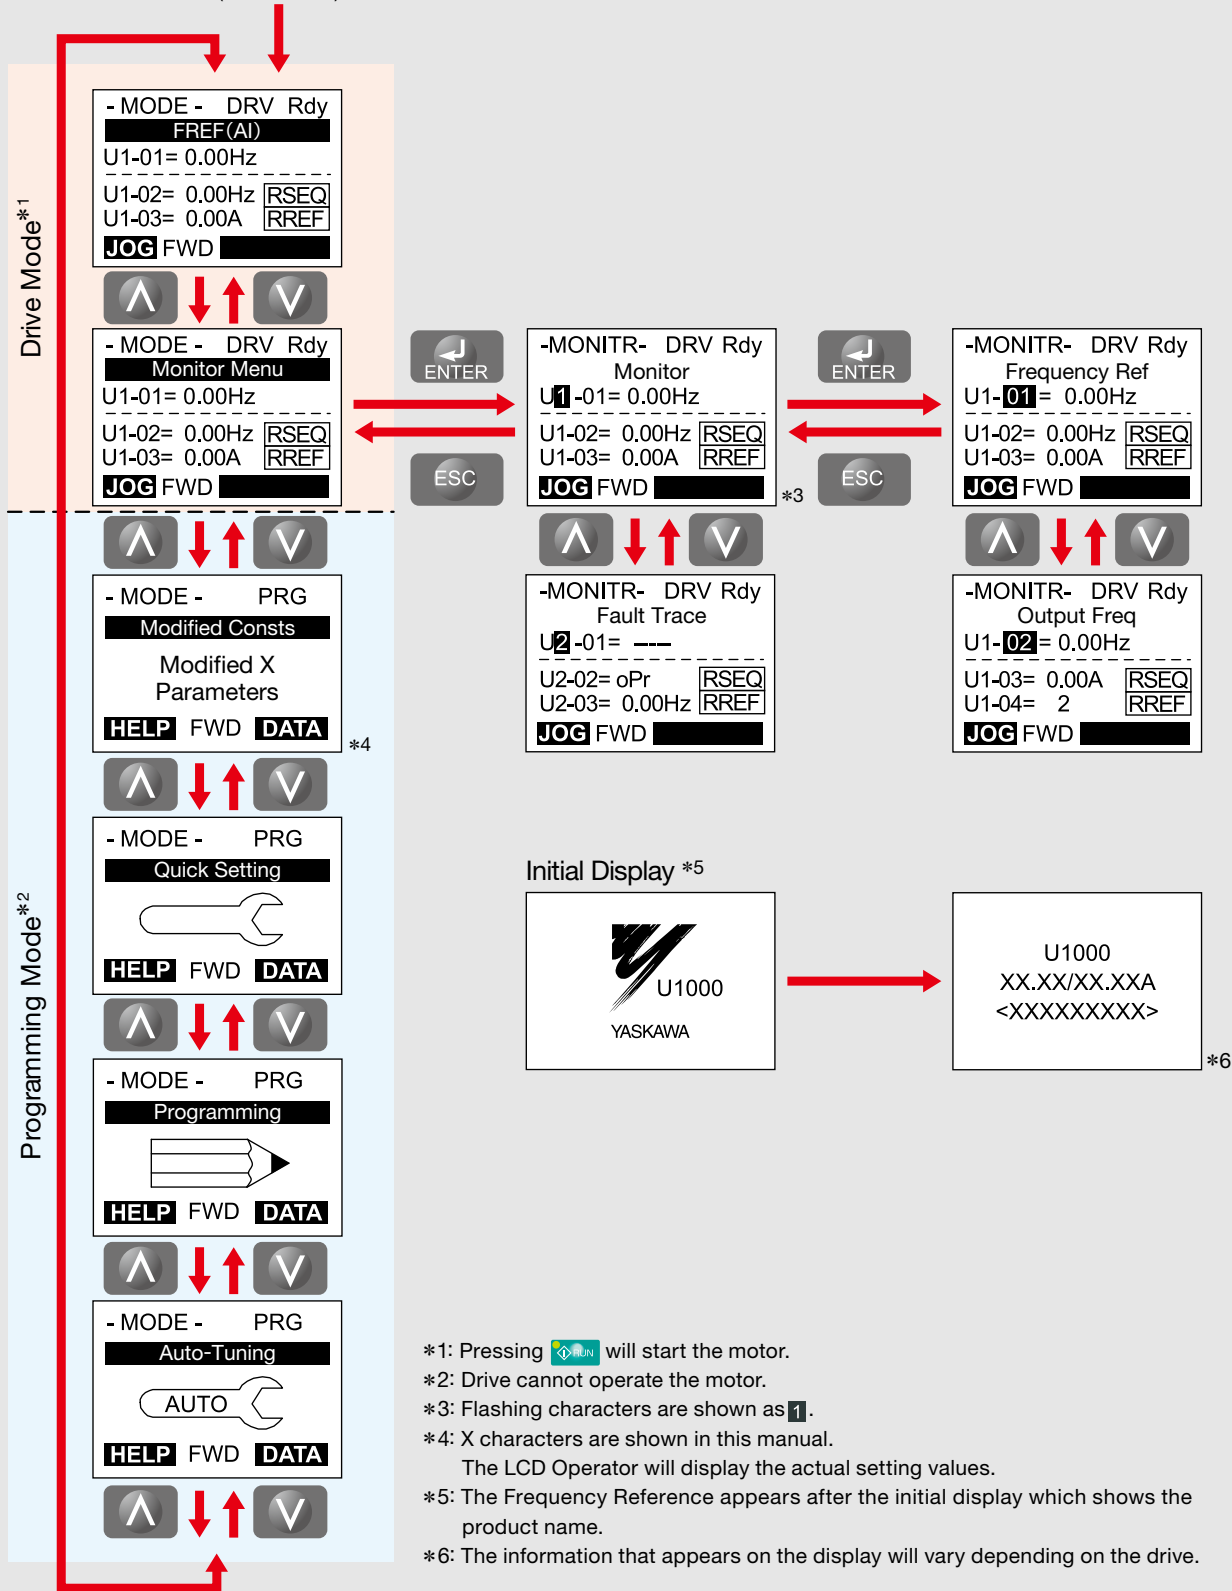 - MODE -   DRV Rdy
FREF(AI)
U1-01= 0.00Hz
U1-02= 0.00Hz RSEQ
U1-03= 0.00A RREF
JOG FWD
Drive Mode*1
- MODE - DRV Rdy
Monitor Menu
U1-01= 0.00Hz
U1-02= 0.00Hz RSEQ
U1-03= 0.00A RREF
JOG FWD
ENTER
ESC
-MONITR- DRV Rdy
Monitor
U1 -01= 0.00Hz
U1-02= 0.00Hz RSEQ
U1-03= 0.00A RREF
JOG FWD
*3
ENTER
ESC
-MONITR- DRV Rdy
Frequency Ref
U1- 01 = 0.00Hz
U1-02= 0.00Hz RSEQ
U1-03= 0.00A RREF
JOG FWD
- MODE - PRG
Modified Consts
Modified X
Parameters
HELP FWD DATA
*4
-MONITR- DRV Rdy
Fault Trace
U2 -01= ---
U2-02= oPr RSEQ
U2-03= 0.00Hz RREF
JOG FWD
-MONITR- DRV Rdy
Output Freq
U1- 02 = 0.00Hz
U1-03= 0.00A RSEQ
U1-04= 2 RREF
JOG FWD
Programming Mode*2
- MODE - PRG
Quick Setting
HELP FWD DATA
- MODE - PRG
Programming
HELP FWD DATA
- MODE - PRG
Auto-Tuning
AUTO
HELP FWD DATA
Initial Display *5
U1000
YASKAWA
U1000
XX.XX/XX.XXA
<XXXXXXXXX>
*6
*1: Pressing RUN will start the motor.
*2: Drive cannot operate the motor.
*3: Flashing characters are shown as 1 .
*4: X characters are shown in this manual.
The LCD Operator will display the actual setting values.
*5: The Frequency Reference appears after the initial display which shows the
product name.
*6: The information that appears on the display will vary depending on the drive.